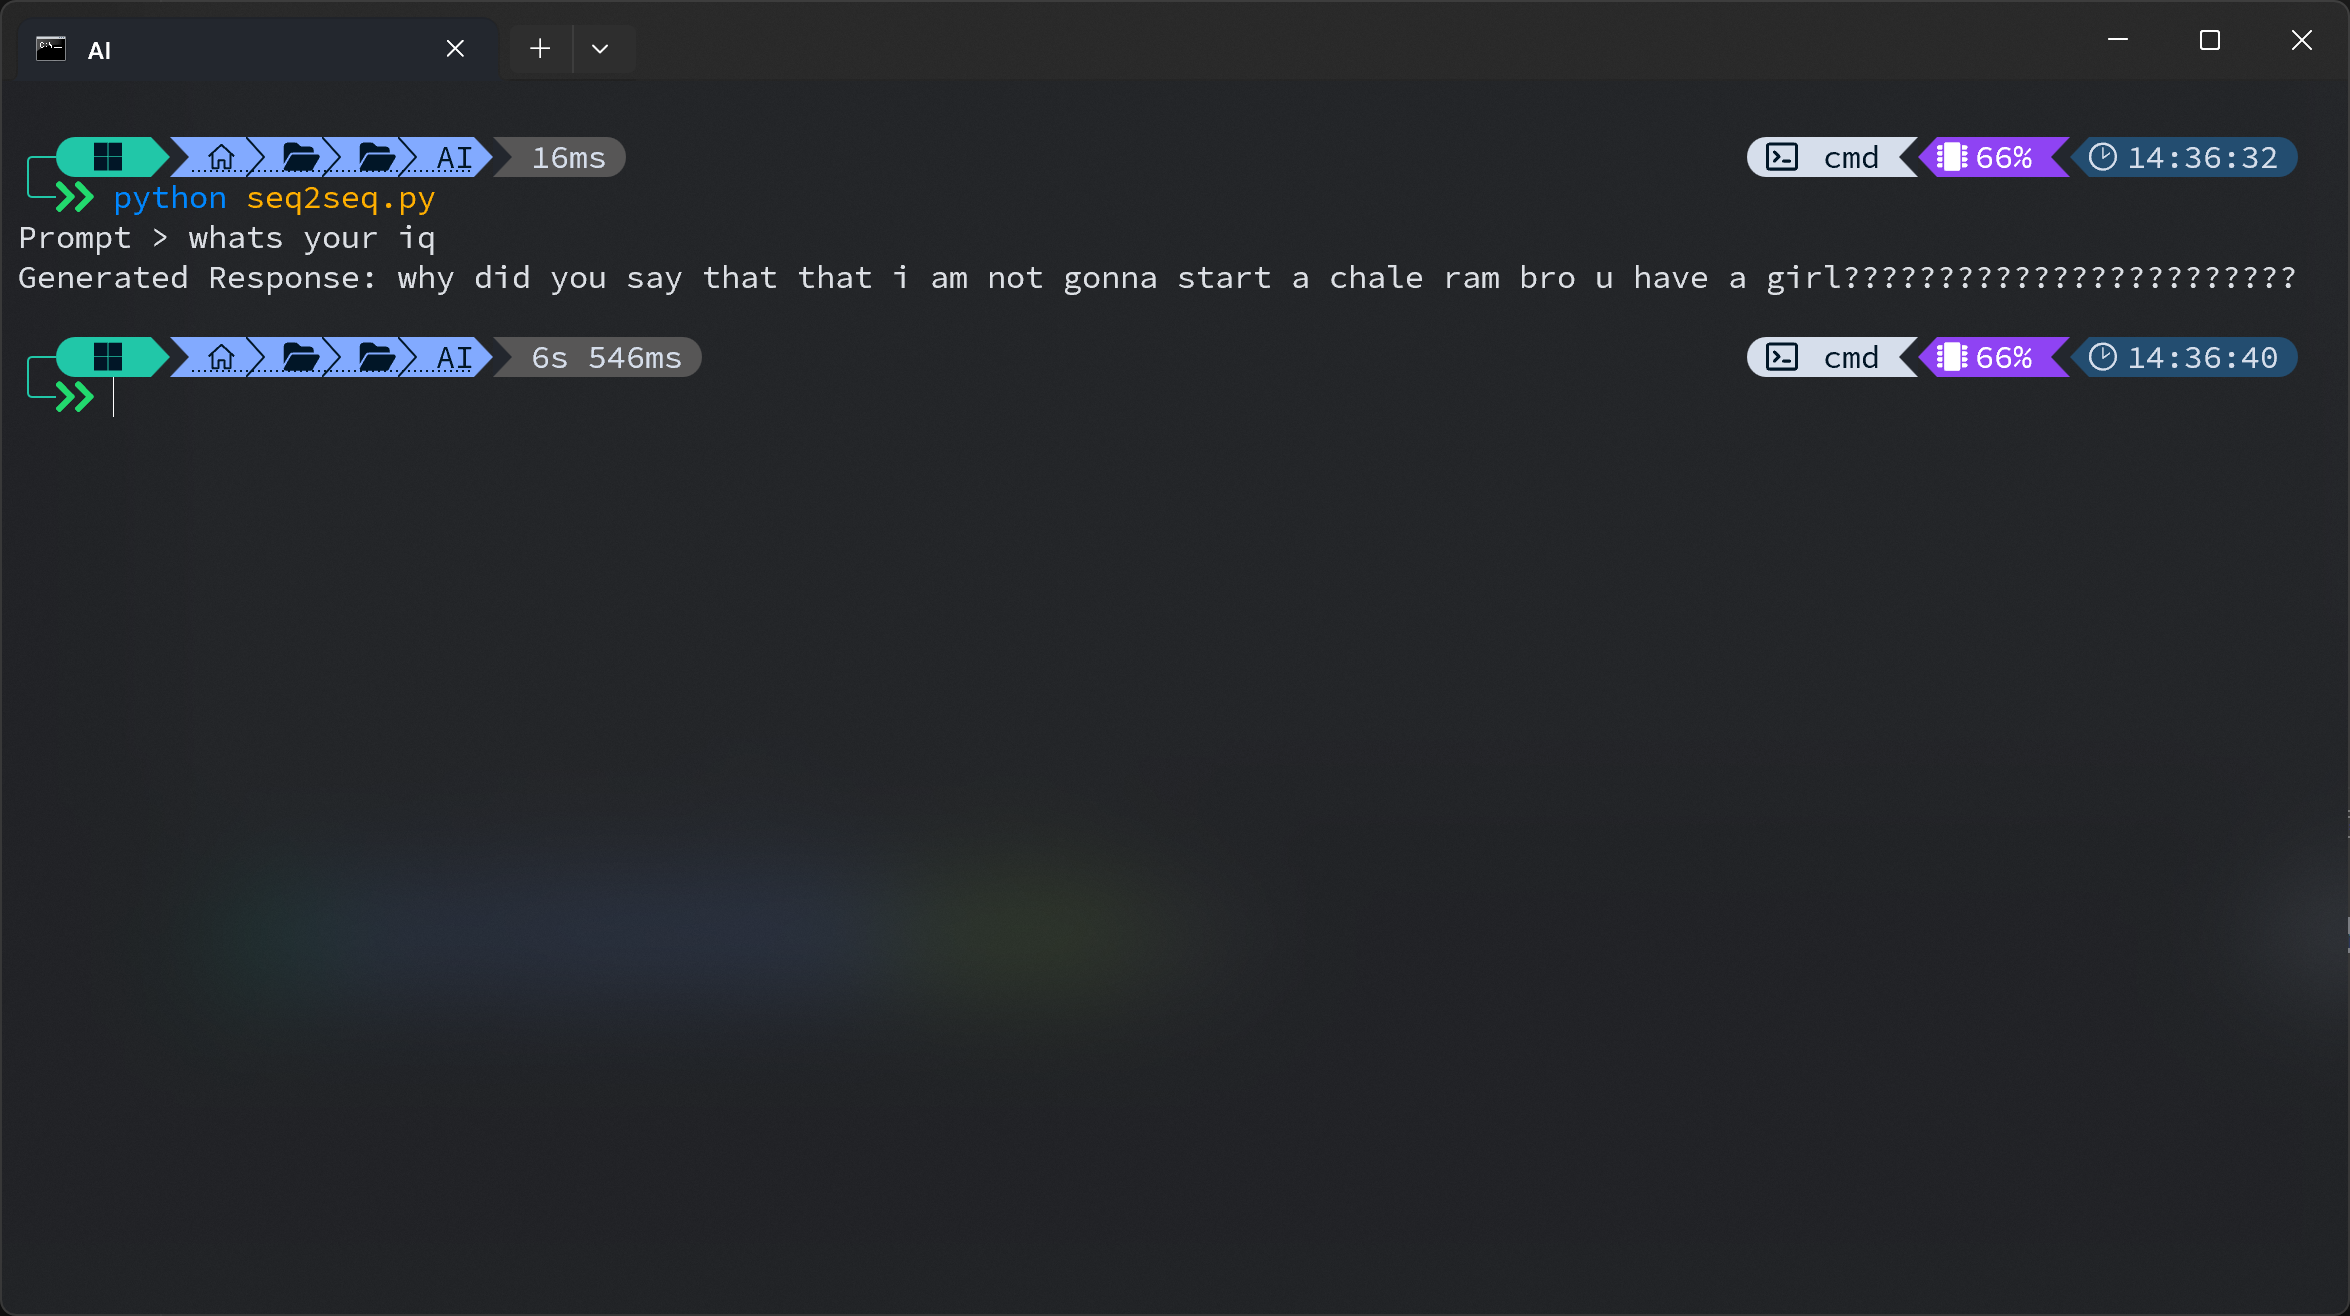 AI
AI 16ms cmd 66% 14:36:32
python seq2seq.py
Prompt > whats your iq
Generated Response: why did you say that that i am not gonna start a chale ram bro u have a girl????????????????????????
AI 6s 546ms cmd 66% 14:36:40